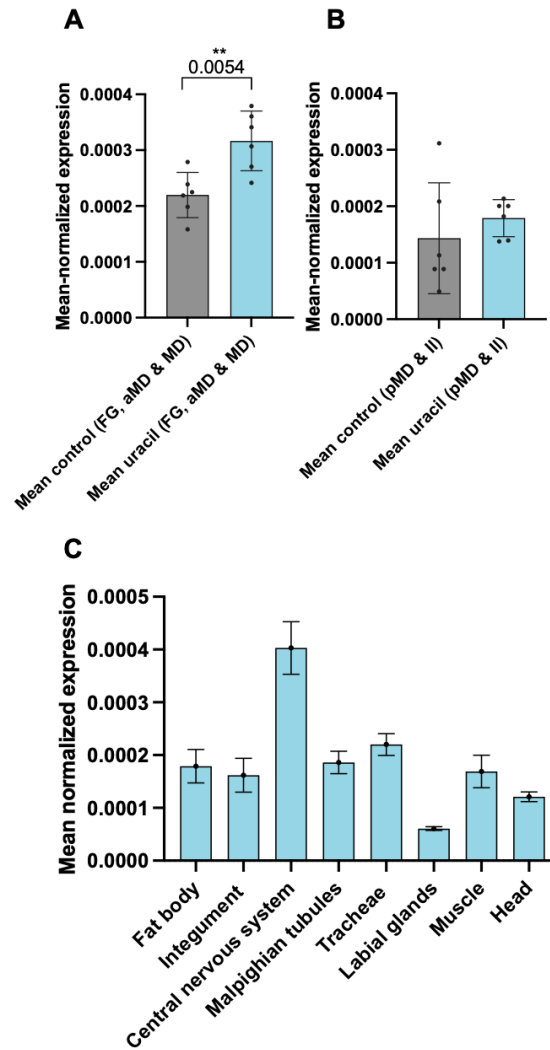 A
**
0.0054
Mean-normalized expression
0.0004
0.0003
0.0002
0.0001
0.0000
Mean control (FG, aMD & MD)
Mean uracil (FG, aMD & MD)
B
Mean-normalized expression
0.0004
0.0003
0.0002
0.0001
0.0000
Mean control (pMD & II)
Mean uracil (pMD & II)
C
Mean normalized expression
0.0005
0.0004
0.0003
0.0002
0.0001
0.0000
Fat body
Integument
Central nervous system
Malpighian tubules
Tracheae
Labial glands
Muscle
Head